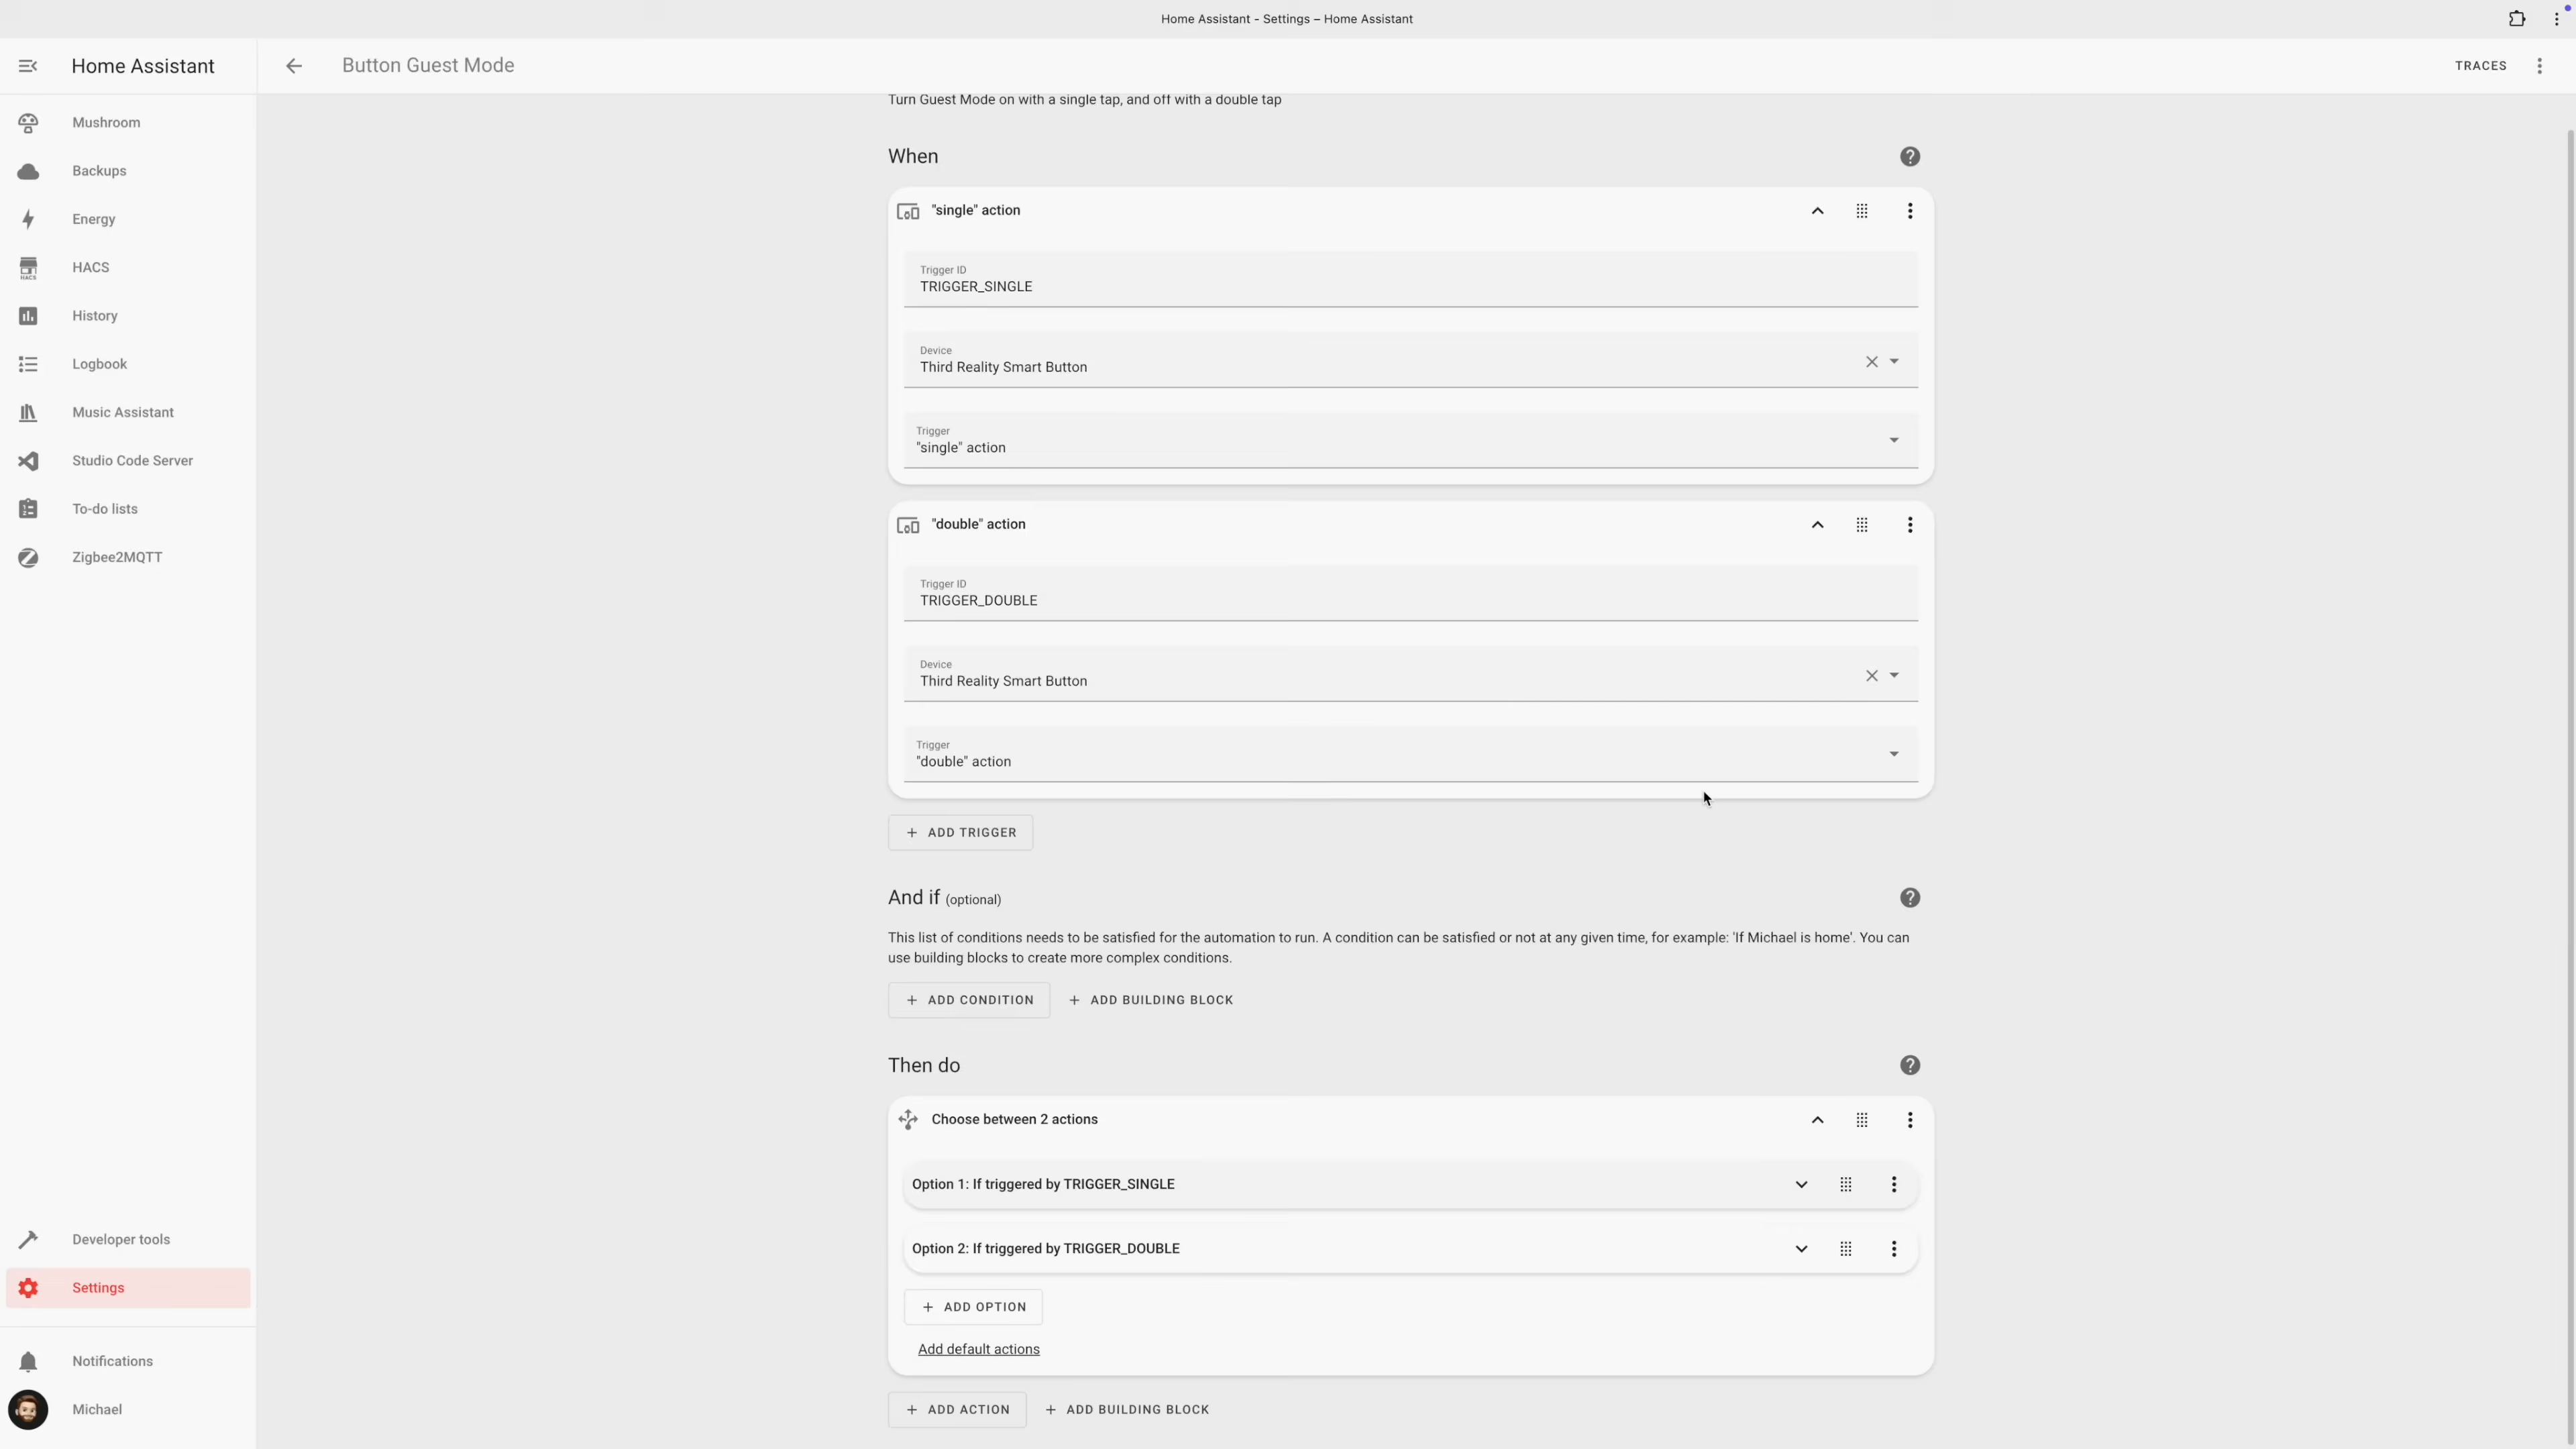 Home Assistant - Settings – Home Assistant
Home Assistant
Button Guest Mode
TRACES
Mushroom
Backups
Energy
HACS
HACS
History
Logbook
Music Assistant
Studio Code Server
To-do lists
Zigbee2MQTT
Developer tools
Settings
Notifications
Michael
Turn Guest Mode on with a single tap, and off with a double tap
When
"single" action
Trigger ID
TRIGGER_SINGLE
Device
Third Reality Smart Button
Trigger
"single" action
"double" action
Trigger ID
TRIGGER_DOUBLE
Device
Third Reality Smart Button
Trigger
"double" action
+ ADD TRIGGER
And if (optional)
This list of conditions needs to be satisfied for the automation to run. A condition can be satisfied or not at any given time, for example: 'If Michael is home'. You can
use building blocks to create more complex conditions.
+ ADD CONDITION + ADD BUILDING BLOCK
Then do
Choose between 2 actions
Option 1: If triggered by TRIGGER_SINGLE
Option 2: If triggered by TRIGGER_DOUBLE
+ ADD OPTION
Add default actions
+ ADD ACTION + ADD BUILDING BLOCK